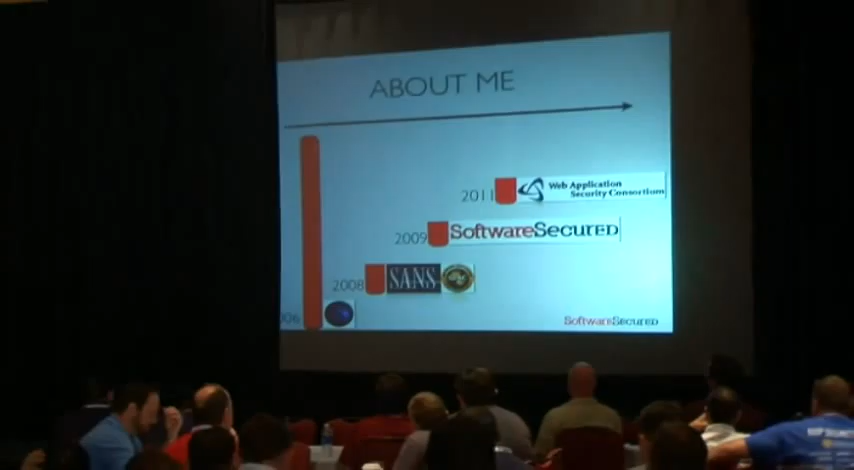 ABOUT ME
2011
Web Application
Security Consortium
2009
SoftwareSecured
2008
SANS
SoftwareSecured